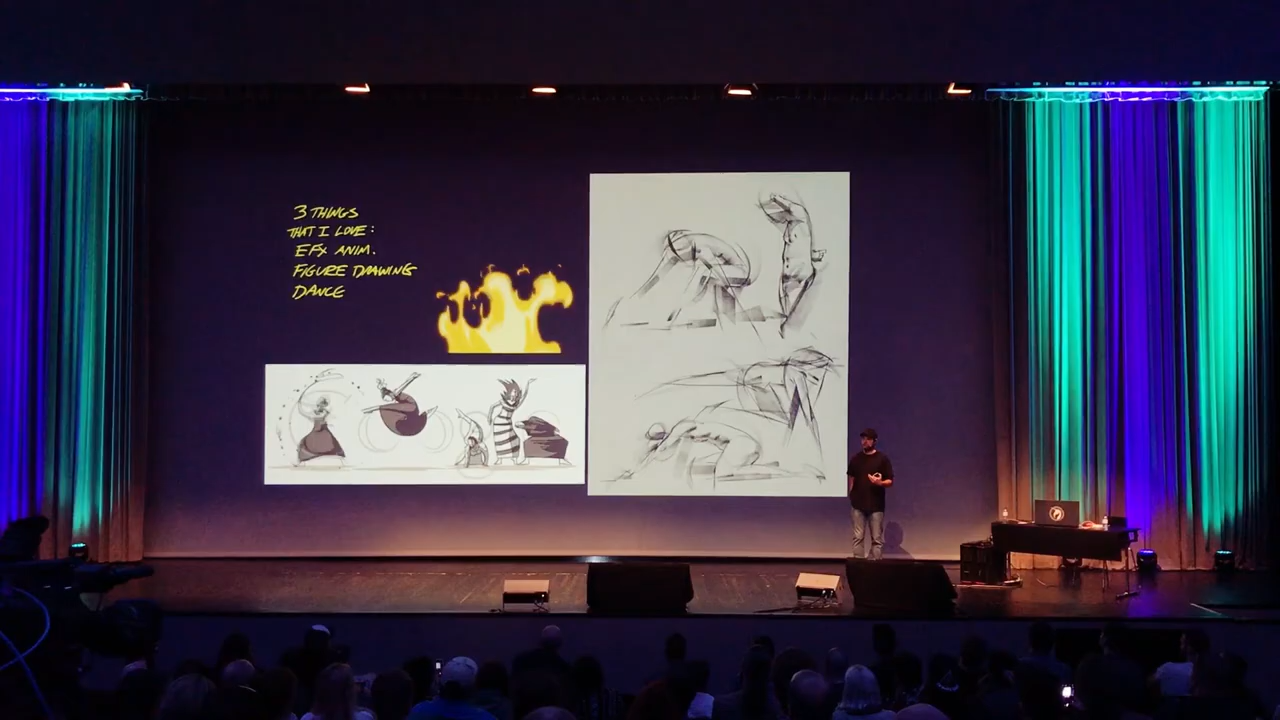 3 THINGS
THAT I LOVE:
EFX ANIM.
FIGURE DRAWING
DANCE